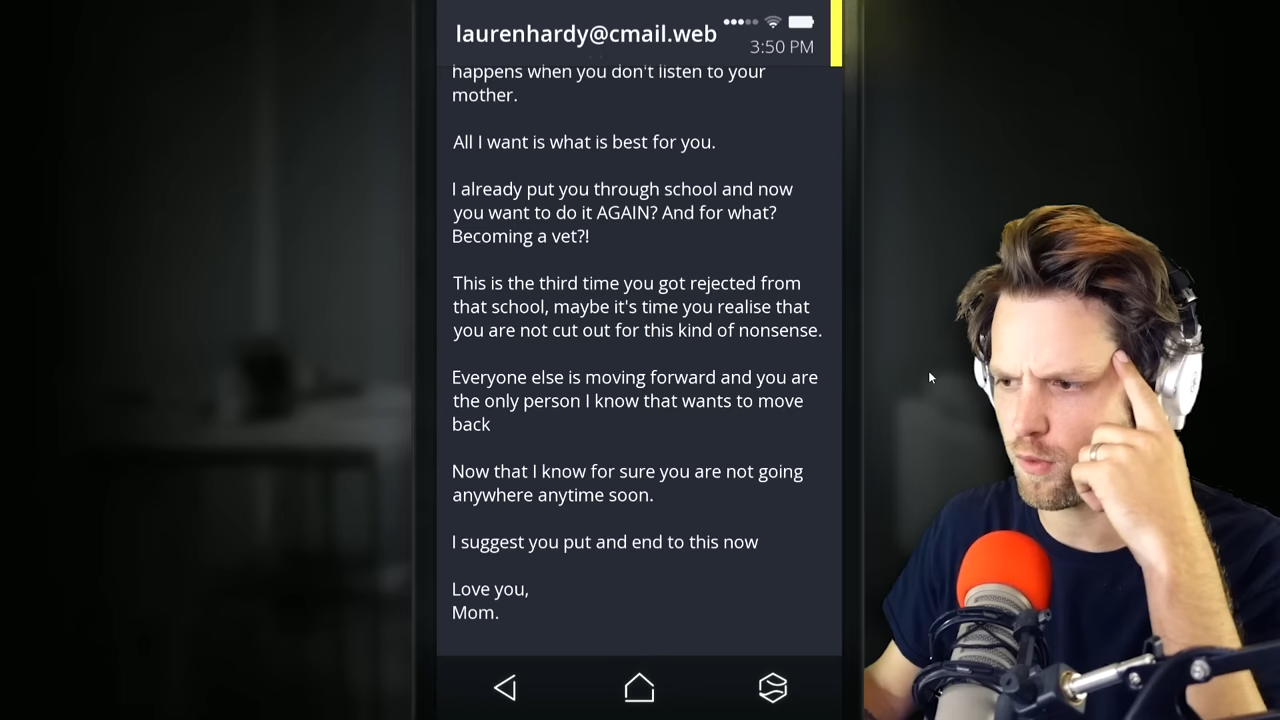 laurenhardy@cmail.web
3:50 PM
happens when you don't listen to your
mother.
All I want is what is best for you.
I already put you through school and now
you want to do it AGAIN? And for what?
Becoming a vet?!
This is the third time you got rejected from
that school, maybe it's time you realise that
you are not cut out for this kind of nonsense.
Everyone else is moving forward and you are
the only person I know that wants to move
back
Now that I know for sure you are not going
anywhere anytime soon.
I suggest you put and end to this now
Love you,
Mom.